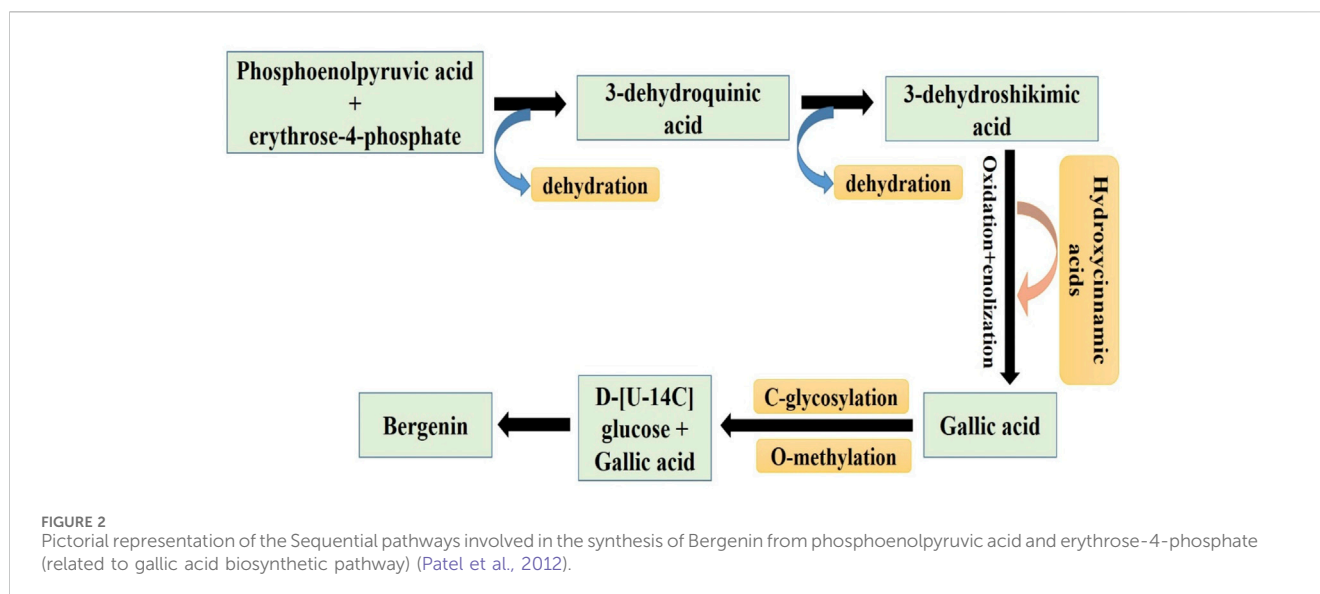 Phosphoenolpyruvic acid
+
erythrose-4-phosphate
3-dehydroquinic
acid
3-dehydroshikimic
acid
dehydration
dehydration
Oxidation+enolization
Hydroxycinnamic
acids
Bergenin
D-[U-14C]
glucose +
Gallic acid
C-glycosylation
O-methylation
Gallic acid
FIGURE 2
Pictorial representation of the Sequential pathways involved in the synthesis of Bergenin from phosphoenolpyruvic acid and erythrose-4-phosphate
(related to gallic acid biosynthetic pathway) (Patel et al., 2012).